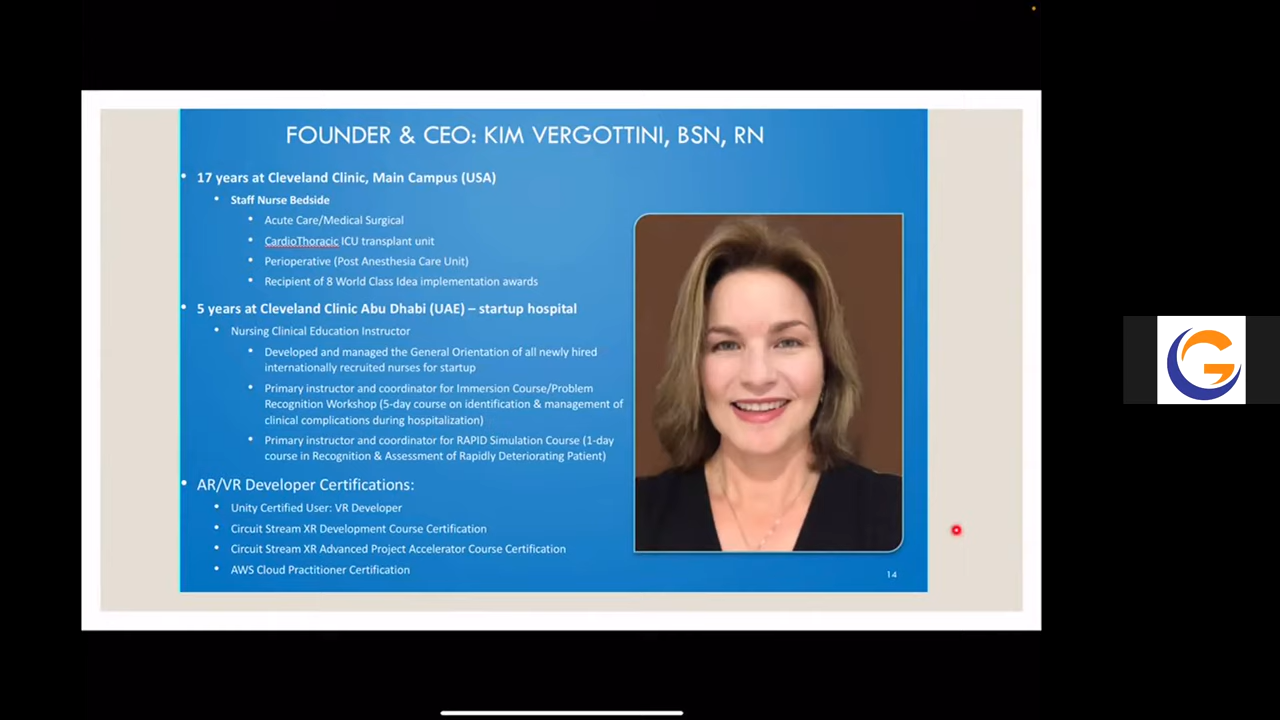 FOUNDER & CEO: KIM VERGOTTINI, BSN, RN
• 17 years at Cleveland Clinic, Main Campus (USA)
• Staff Nurse Bedside
• Acute Care/Medical Surgical
• CardioThoracic ICU transplant unit
• Perioperative (Post Anesthesia Care Unit)
• Recipient of 8 World Class Idea implementation awards
• 5 years at Cleveland Clinic Abu Dhabi (UAE) – startup hospital
• Nursing Clinical Education Instructor
• Developed and managed the General Orientation of all newly hired
internationally recruited nurses for startup
• Primary instructor and coordinator for Immersion Course/Problem
Recognition Workshop (5-day course on identification & management of
clinical complications during hospitalization)
• Primary instructor and coordinator for RAPID Simulation Course (1-day
course in Recognition & Assessment of Rapidly Deteriorating Patient)
• AR/VR Developer Certifications:
• Unity Certified User: VR Developer
• Circuit Stream XR Development Course Certification
• Circuit Stream XR Advanced Project Accelerator Course Certification
• AWS Cloud Practitioner Certification
14
G